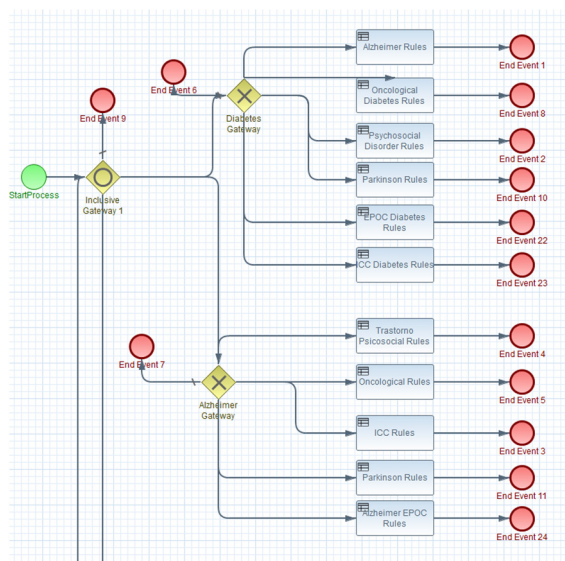 Alzheimer Rules
End Event 1
End Event 6
Oncological
Diabetes Rules
End Event 8
End Event 9
Diabetes
Gateway
Psychosocial
Disorder Rules
End Event 2
StartProcess
Inclusive
Gateway 1
Parkinson Rules
End Event 10
EPOC Diabetes
Rules
End Event 22
ICC Diabetes Rules
End Event 23
Trastorno
Psicosocial Rules
End Event 4
End Event 7
Alzheimer
Gateway
Oncological Rules
End Event 5
ICC Rules
End Event 3
Parkinson Rules
End Event 11
Alzheimer EPOC
Rules
End Event 24